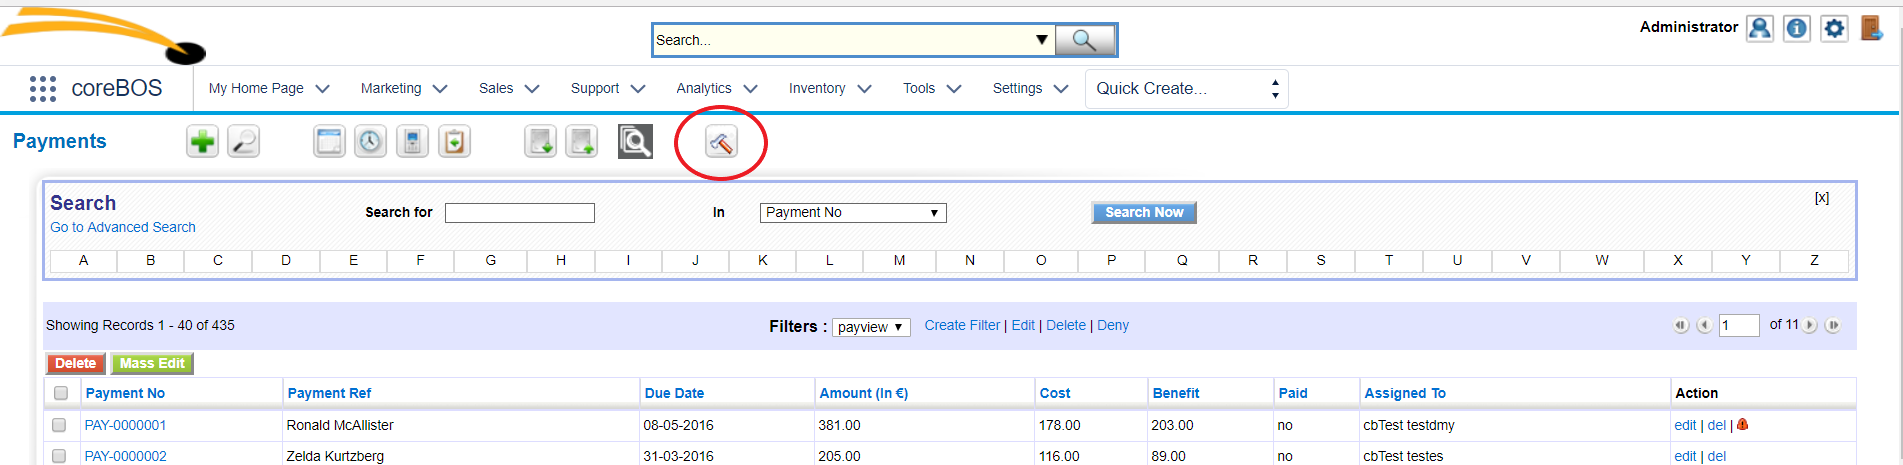 Search...
Administrator
coreBOS My Home Page Marketing Sales Support Analytics Inventory Tools Settings Quick Create...
Payments
Search
[x]
Search for In Payment No Search Now
Go to Advanced Search
A B C D E F G H I J K L M N O P Q R S T U V W X Y Z
Showing Records 1 - 40 of 435 Filters : payview Create Filter | Edit | Delete | Deny 1 of 11
Delete Mass Edit
Payment No Payment Ref Due Date Amount (In €) Cost Benefit Paid Assigned To Action
PAY-0000001 Ronald McAllister 08-05-2016 381.00 178.00 203.00 no cbTest testdmy edit | del |
PAY-0000002 Zelda Kurtzberg 31-03-2016 205.00 116.00 89.00 no cbTest testes edit | del